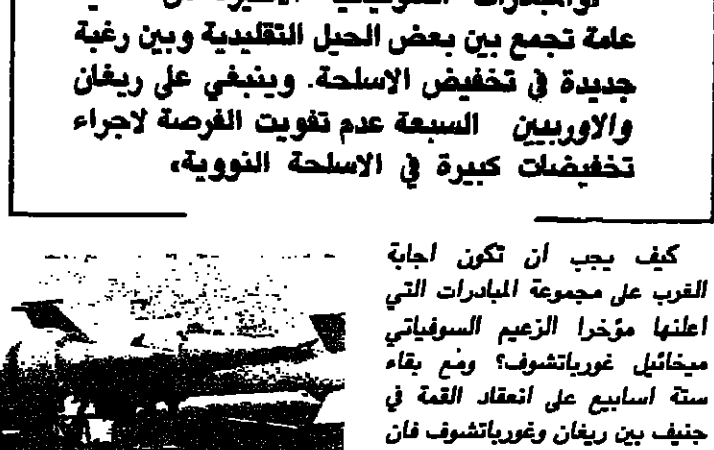 عامة تجمع بين بعض الحيل التقليدية وبين رغبة
جديدة في تخفيض الاسلحة. وينبغي على ريغان
والاوربيين السبعة عدم تفويت الفرصة لاجراء
تخفيضات كبيرة في الاسلحة النووية،
كيف يجب ان تكون اجابة
الغرب على مجموعة المبادرات التي
اعلنها مؤخرا الزعيم السوفياتي
ميخائيل غورباتشوف؟ ومع بقاء
ستة اسابيع على انعقاد القمة في
جنيف بين ريغان وغورباتشوف فان